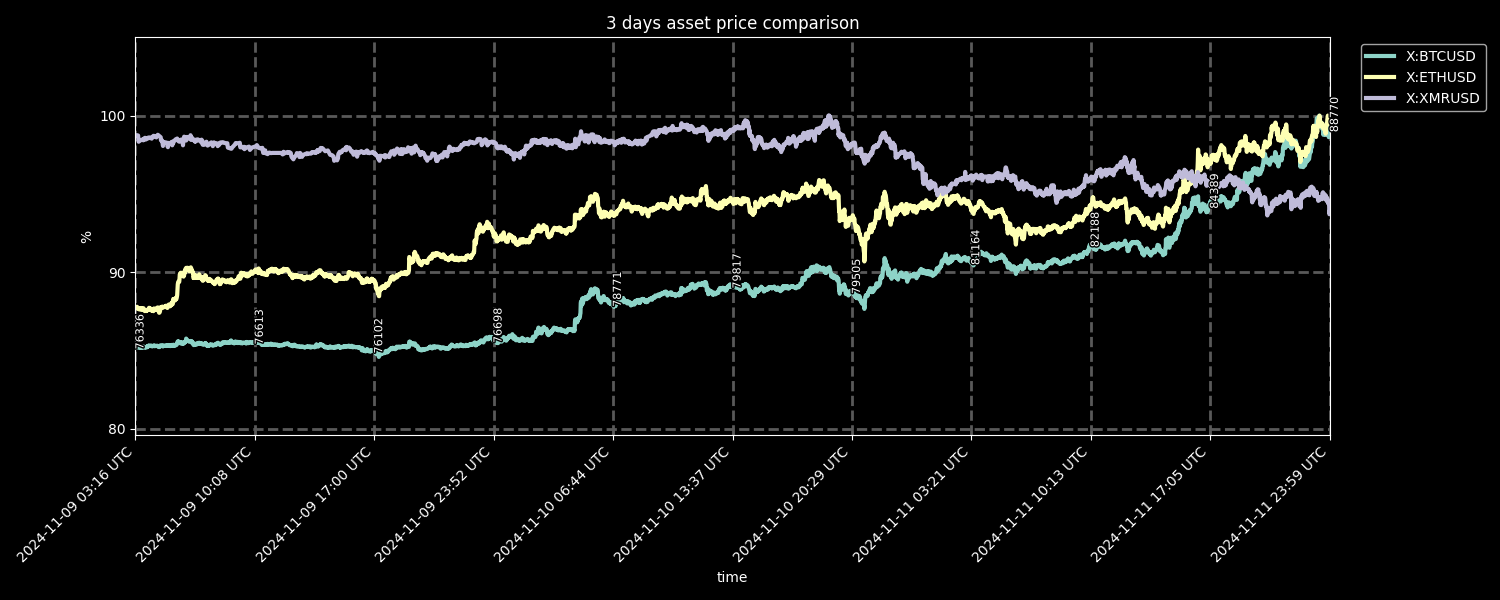 3 days asset price comparison
X:BTCUSD
X:ETHUSD
X:XMRUSD
%
100
90
80
76336
76613
76102
76698
78771
79817
79505
81164
82188
84389
88770
2024-11-09 03:16 UTC
2024-11-09 10:08 UTC
2024-11-09 17:00 UTC
2024-11-09 23:52 UTC
2024-11-10 06:44 UTC
2024-11-10 13:37 UTC
2024-11-10 20:29 UTC
2024-11-11 03:21 UTC
2024-11-11 10:13 UTC
2024-11-11 17:05 UTC
2024-11-11 23:59 UTC
time